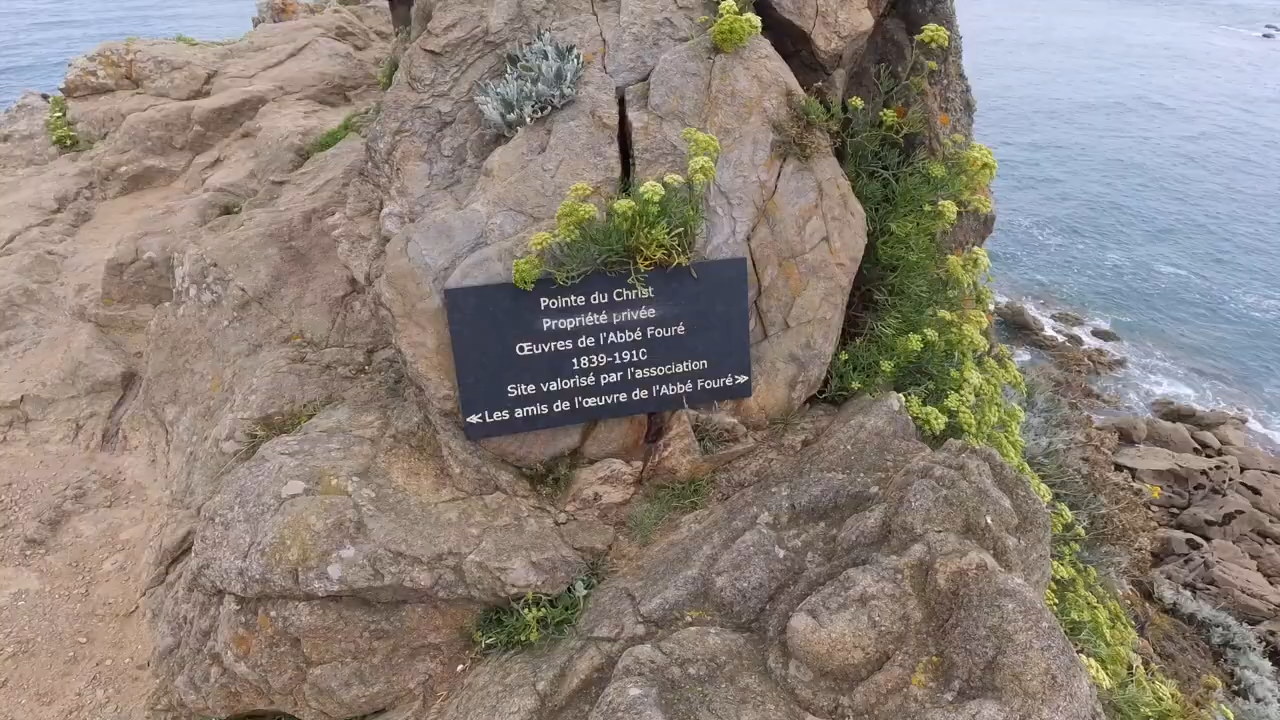 Pointe du Christ
Propriété privée
Œuvres de l'Abbé Fouré
1839-191C
Site valorisé par l'association
≪Les amis de l'œuvre de l'Abbé Fouré≫